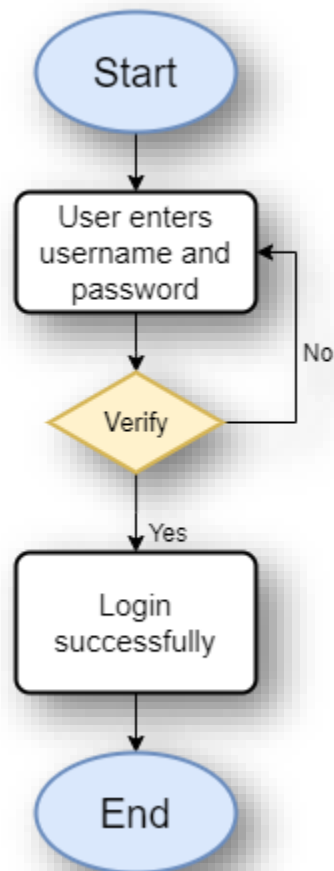 Start
User enters
username and
password
No
Verify
Yes
Login
successfully
End